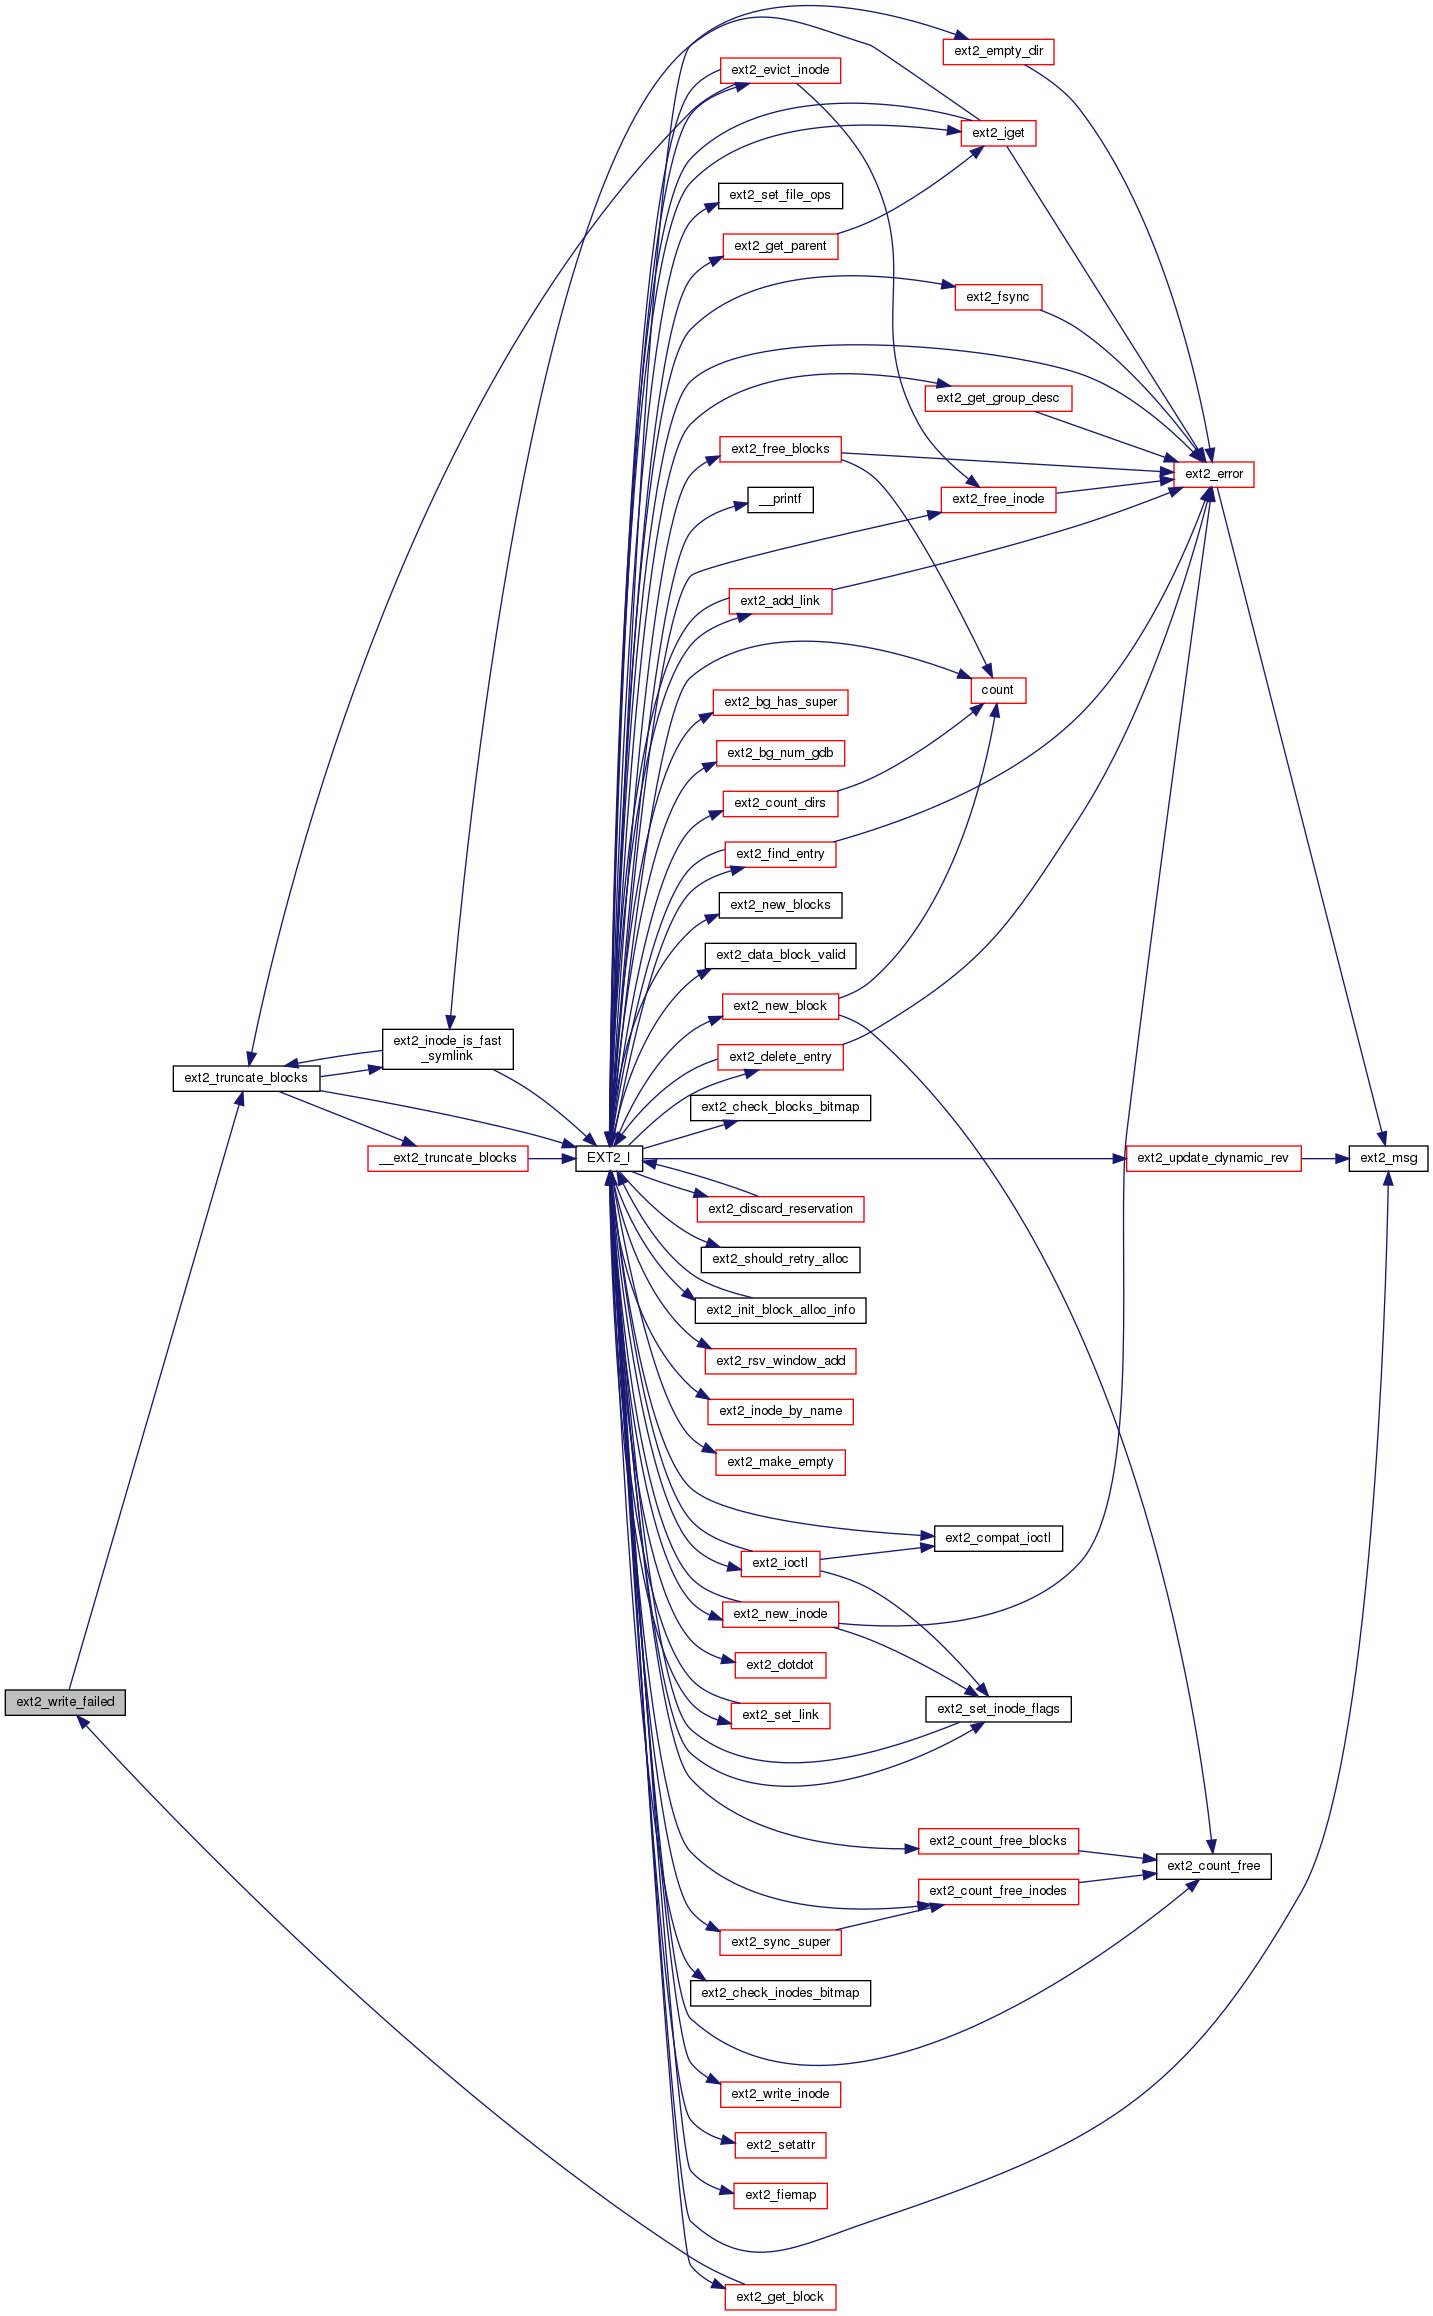 ext2_empty_dir
ext2_evict_inode
ext2_iget
ext2_set_file_ops
ext2_get_parent
ext2_fsync
ext2_get_group_desc
ext2_free_blocks
ext2_error
__printf
ext2_free_inode
ext2_add_link
count
ext2_bg_has_super
ext2_bg_num_gdb
ext2_count_dirs
ext2_find_entry
ext2_new_blocks
ext2_data_block_valid
ext2_new_block
ext2_inode_is_fast
_symlink
ext2_delete_entry
ext2_truncate_blocks
ext2_check_blocks_bitmap
__ext2_truncate_blocks
EXT2_I
ext2_update_dynamic_rev
ext2_msg
ext2_discard_reservation
ext2_should_retry_alloc
ext2_init_block_alloc_info
ext2_rsv_window_add
ext2_inode_by_name
ext2_make_empty
ext2_compat_ioctl
ext2_ioctl
ext2_new_inode
ext2_dotdot
ext2_write_failed
ext2_set_link
ext2_set_inode_flags
ext2_count_free_blocks
ext2_count_free
ext2_count_free_inodes
ext2_sync_super
ext2_check_inodes_bitmap
ext2_write_inode
ext2_setattr
ext2_fiemap
ext2_get_block